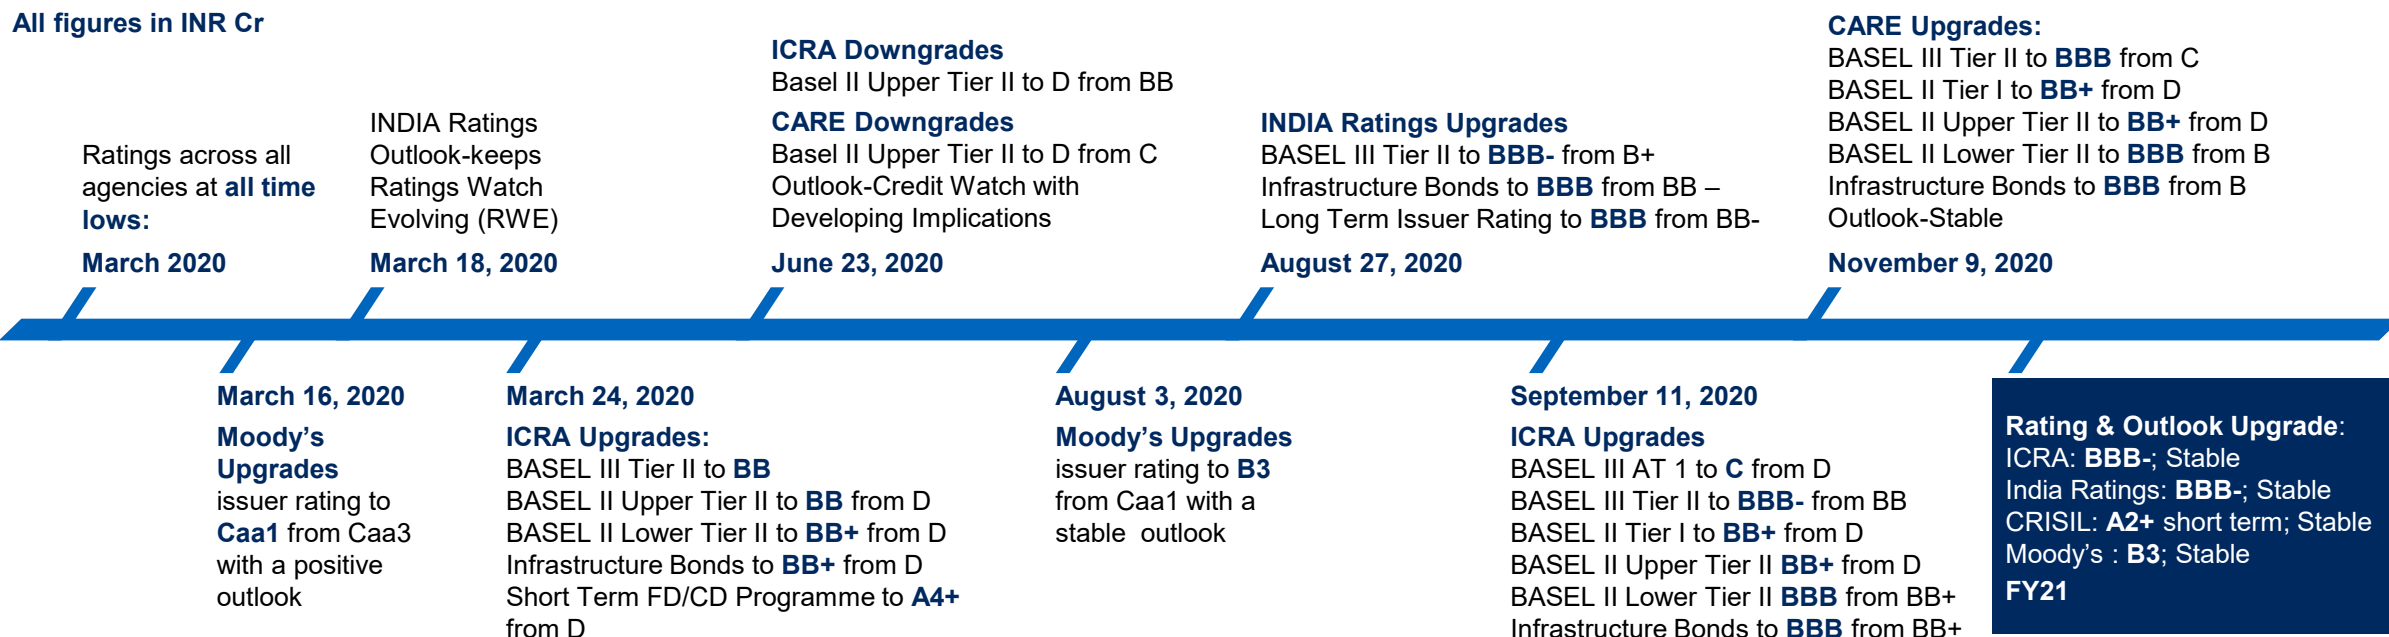 All figures in INR Cr
Ratings across all
agencies at all time
lows:
March 2020
INDIA Ratings
Outlook-keeps
Ratings Watch
Evolving (RWE)
March 18, 2020
ICRA Downgrades
Basel II Upper Tier II to D from BB
CARE Downgrades
Basel II Upper Tier II to D from C
Outlook-Credit Watch with
Developing Implications
June 23, 2020
INDIA Ratings Upgrades
BASEL III Tier II to BBB- from B+
Infrastructure Bonds to BBB from BB –
Long Term Issuer Rating to BBB from BB-
August 27, 2020
CARE Upgrades:
BASEL III Tier II to BBB from C
BASEL II Tier I to BB+ from D
BASEL II Upper Tier II to BB+ from D
BASEL II Lower Tier II to BBB from B
Infrastructure Bonds to BBB from B
Outlook-Stable
November 9, 2020
March 16, 2020
Moody’s
Upgrades
issuer rating to
Caa1 from Caa3
with a positive
outlook
March 24, 2020
ICRA Upgrades:
BASEL III Tier II to BB
BASEL II Upper Tier II to BB from D
BASEL II Lower Tier II to BB+ from D
Infrastructure Bonds to BB+ from D
Short Term FD/CD Programme to A4+
from D
August 3, 2020
Moody’s Upgrades
issuer rating to B3
from Caa1 with a
stable outlook
September 11, 2020
ICRA Upgrades
BASEL III AT 1 to C from D
BASEL III Tier II to BBB- from BB
BASEL II Tier I to BB+ from D
BASEL II Upper Tier II BB+ from D
BASEL II Lower Tier II BBB from BB+
Infrastructure Bonds to BBB from BB+
Rating & Outlook Upgrade:
ICRA: BBB-; Stable
India Ratings: BBB-; Stable
CRISIL: A2+ short term; Stable
Moody’s : B3; Stable
FY21